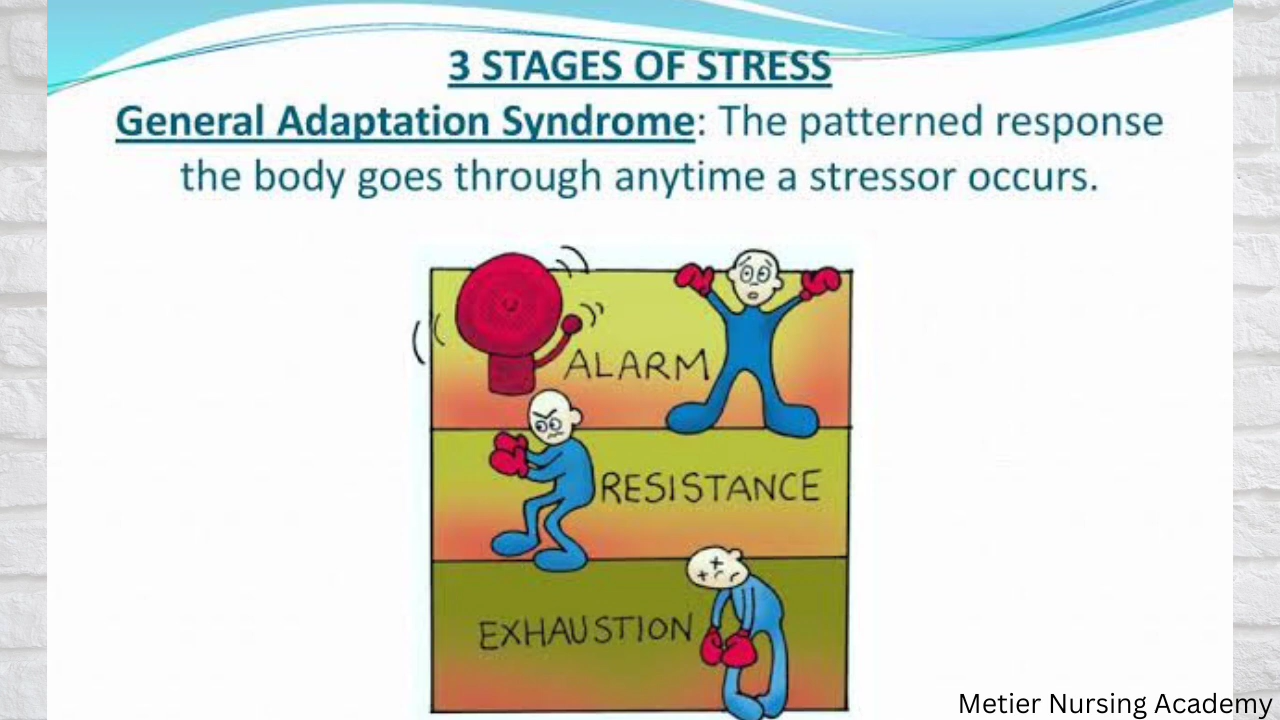 3 STAGES OF STRESS
General Adaptation Syndrome: The patterned response
the body goes through anytime a stressor occurs.
ALARM
RESISTANCE
EXHAUSTION
Metier Nursing Academy